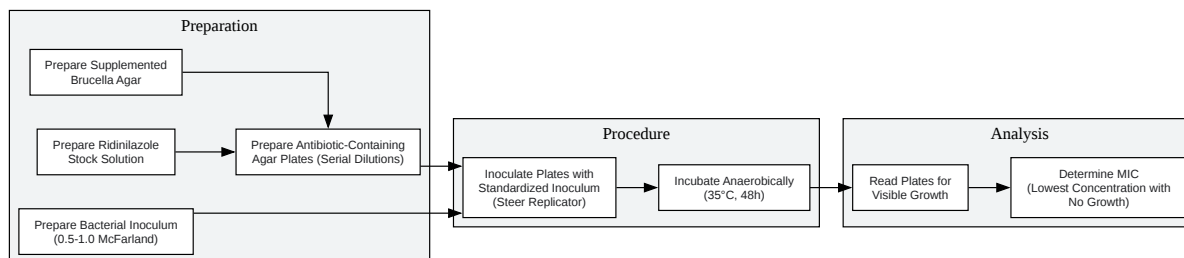 Preparation
Prepare Supplemented
Brucella Agar
Prepare Ridinilazole
Stock Solution
Prepare Antibiotic-Containing
Agar Plates (Serial Dilutions)
Prepare Bacterial Inoculum
(0.5-1.0 McFarland)
Procedure
Inoculate Plates with
Standardized Inoculum
(Steer Replicator)
Incubate Anaerobically
(35°C, 48h)
Analysis
Read Plates for
Visible Growth
Determine MIC
(Lowest Concentration with
No Growth)